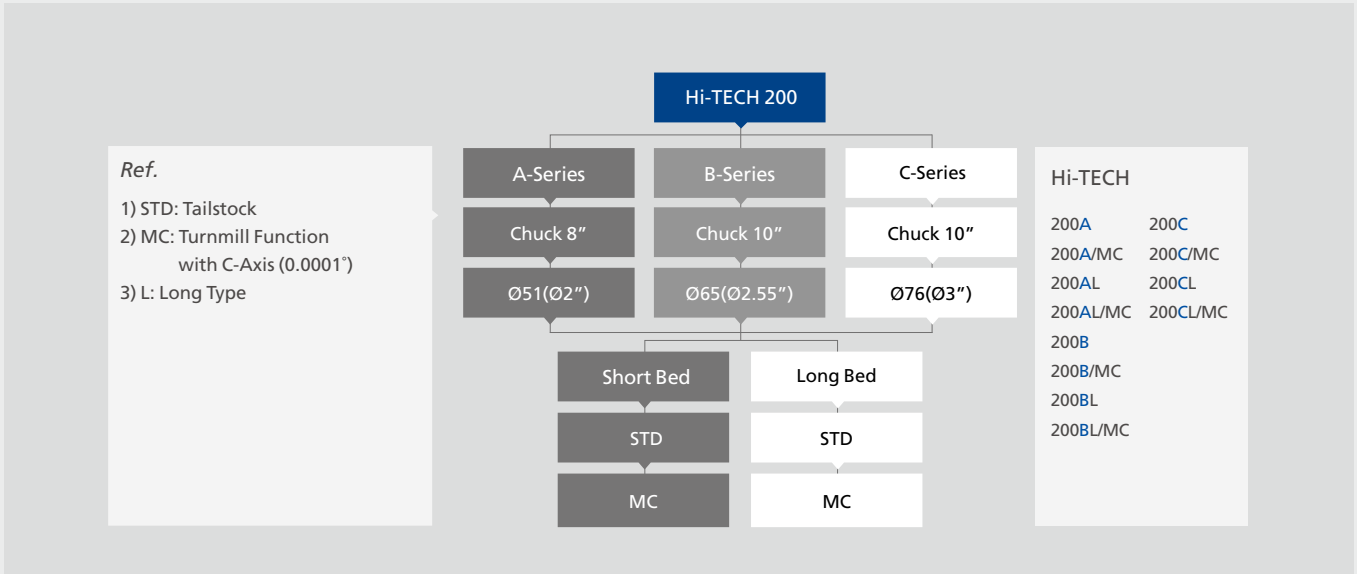 Hi-TECH 200
Ref.
1) STD: Tailstock
2) MC: Turnmill Function
with C-Axis (0.0001°)
3) L: Long Type
A-Series
B-Series
C-Series
Chuck 8”
Chuck 10”
Chuck 10”
Ø51(Ø2”)
Ø65(Ø2.55”)
Ø76(Ø3”)
Short Bed
Long Bed
STD
STD
MC
MC
Hi-TECH
200A
200A/MC
200AL
200AL/MC
200B
200B/MC
200BL
200BL/MC
200C
200C/MC
200CL
200CL/MC